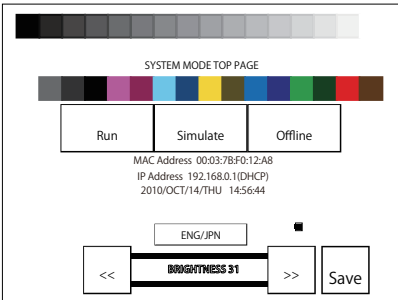 SYSTEM MODE TOP PAGE
Run Simulate Offline
MAC Address 00:03:7B:F0:12:A8
IP Address 192.168.0.1(DHCP)
2010/OCT/14/THU 14:56:44
ENG/JPN
<< BRIGHTNESS 31 >> Save